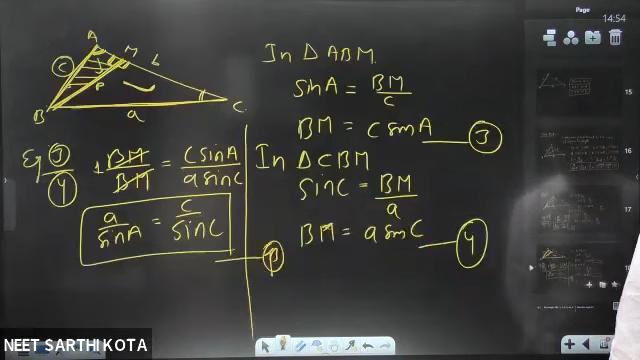 Page
14:54
A
M
C
b
P
B
a
C
In Δ ABM.
sinA = BM/c
BM = c sinA — 3
Eq 3/4
1 BM/BM = c sinA/a sinC
a/sinA = c/sinC — B
In Δ CBM
sinC = BM/a
BM = a sinC — 4
15
16
17
18
NEET SARTHI KOTA